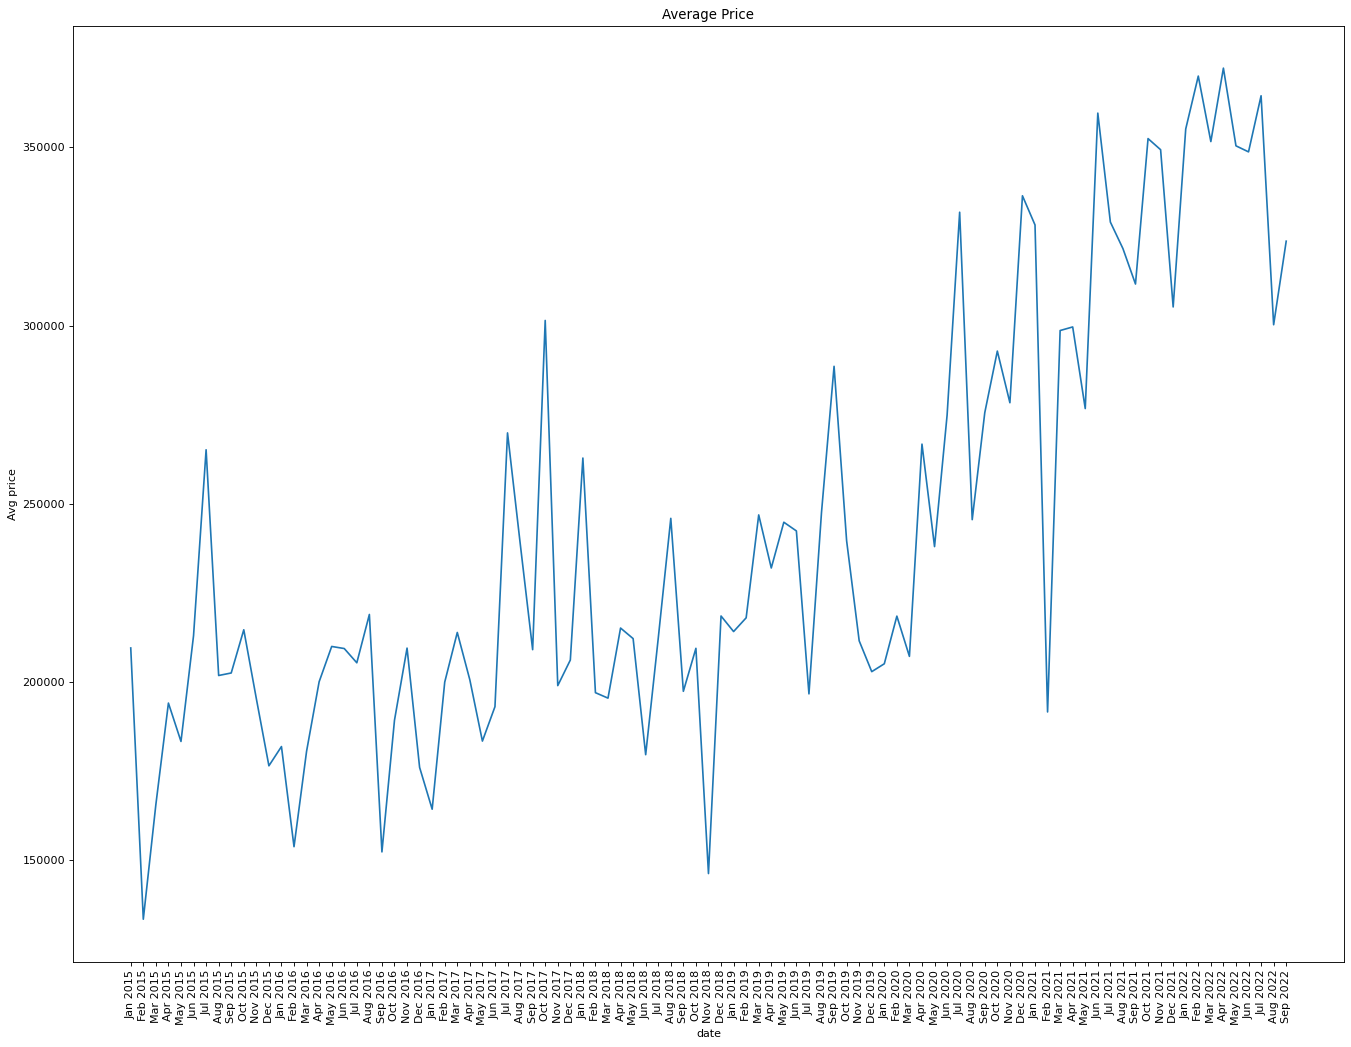 Average Price
Avg price
350000
300000
250000
200000
150000
Jan 2015
Feb 2015
Mar 2015
Apr 2015
May 2015
Jun 2015
Jul 2015
Aug 2015
Sep 2015
Oct 2015
Nov 2015
Dec 2015
Jan 2016
Feb 2016
Mar 2016
Apr 2016
May 2016
Jun 2016
Jul 2016
Aug 2016
Sep 2016
Oct 2016
Nov 2016
Dec 2016
Jan 2017
Feb 2017
Mar 2017
Apr 2017
May 2017
Jun 2017
Jul 2017
Aug 2017
Sep 2017
Oct 2017
Nov 2017
Dec 2017
Jan 2018
Feb 2018
Mar 2018
Apr 2018
May 2018
Jun 2018
Jul 2018
Aug 2018
Sep 2018
Oct 2018
Nov 2018
Dec 2018
Jan 2019
Feb 2019
Mar 2019
Apr 2019
May 2019
Jun 2019
Jul 2019
Aug 2019
Sep 2019
Oct 2019
Nov 2019
Dec 2019
Jan 2020
Feb 2020
Mar 2020
Apr 2020
May 2020
Jun 2020
Jul 2020
Aug 2020
Sep 2020
Oct 2020
Nov 2020
Dec 2020
Jan 2021
Feb 2021
Mar 2021
Apr 2021
May 2021
Jun 2021
Jul 2021
Aug 2021
Sep 2021
Oct 2021
Nov 2021
Dec 2021
Jan 2022
Feb 2022
Mar 2022
Apr 2022
May 2022
Jun 2022
Jul 2022
Aug 2022
Sep 2022
date